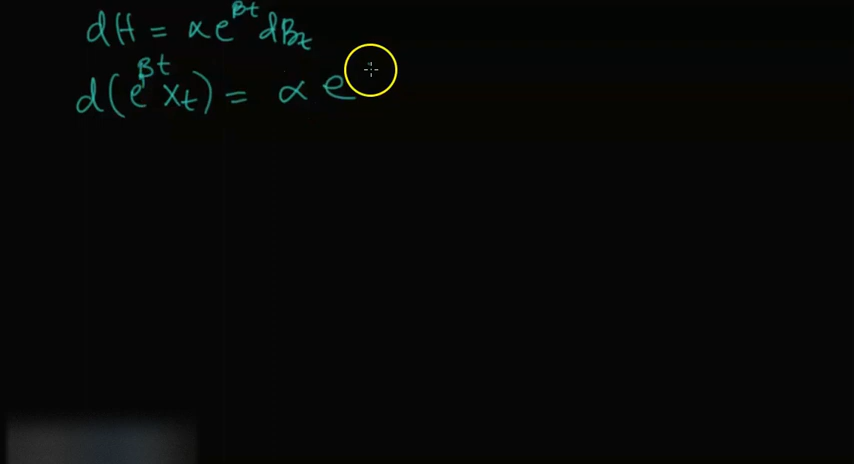 dH = αe^{βt} dB_t
d(e^{βt} X_t) = α e